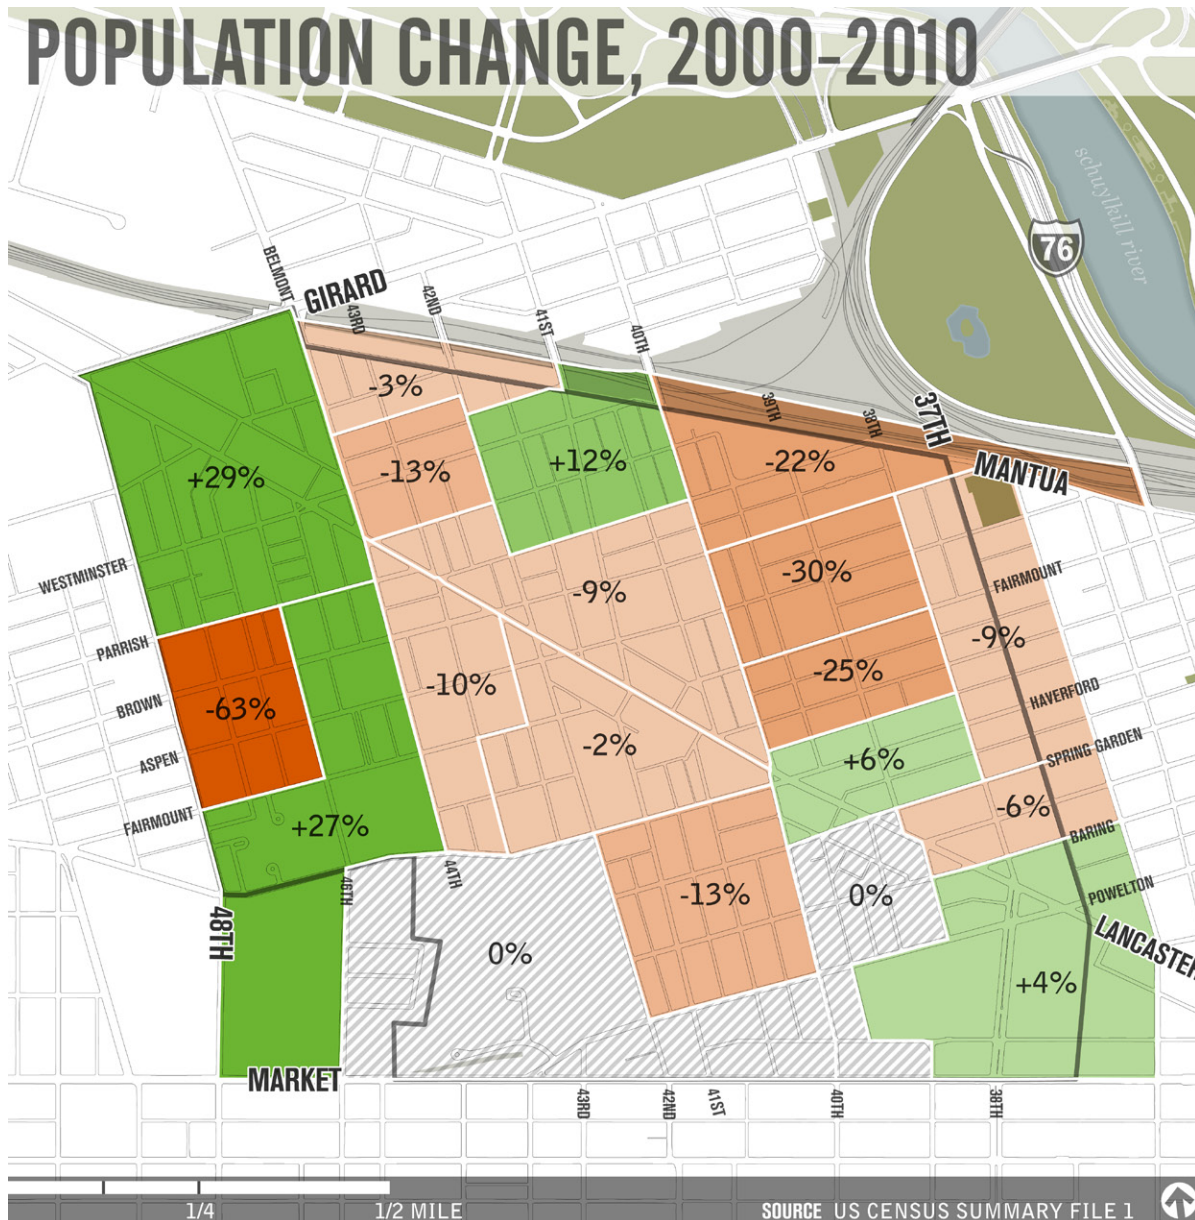 POPULATION CHANGE, 2000-2010
schuylkill river
76
BELMONT
GIRARD
43RD
42ND
41ST
40TH
39TH
38TH
37TH
MANTUA
-3%
-13%
+12%
-22%
+29%
WESTMINSTER
-30%
FAIRMOUNT
-9%
PARRISH
-9%
-10%
-25%
BROWN
-63%
HAVERFORD
-2%
ASPEN
+6%
SPRING GARDEN
FAIRMOUNT
+27%
-6%
BARING
44TH
46TH
-13%
0%
POWELTON
48TH
0%
LANCASTER
+4%
MARKET
43RD
42ND
41ST
40TH
38TH
1/4
1/2 MILE
SOURCE US CENSUS SUMMARY FILE 1